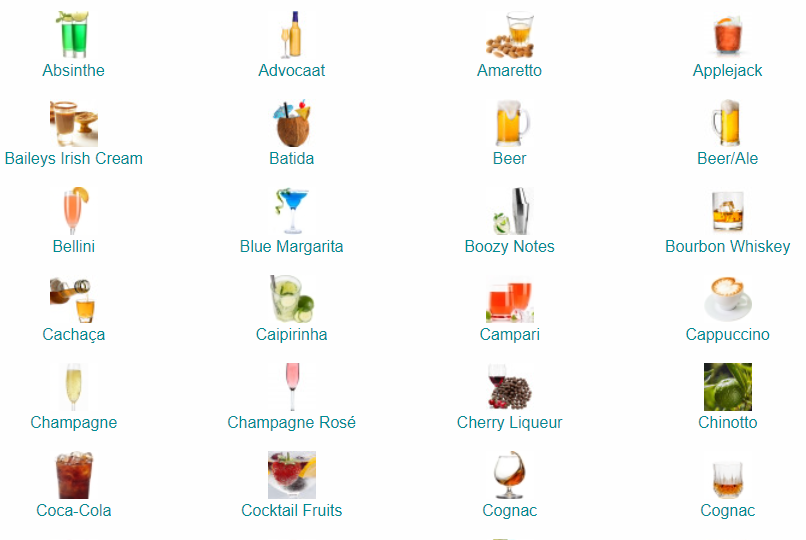 Absinthe
Advocaat
Amaretto
Applejack
Baileys Irish Cream
Batida
Beer
Beer/Ale
Bellini
Blue Margarita
Boozy Notes
Bourbon Whiskey
Cachaça
Caipirinha
Campari
Cappuccino
Champagne
Champagne Rosé
Cherry Liqueur
Chinotto
Coca-Cola
Cocktail Fruits
Cognac
Cognac